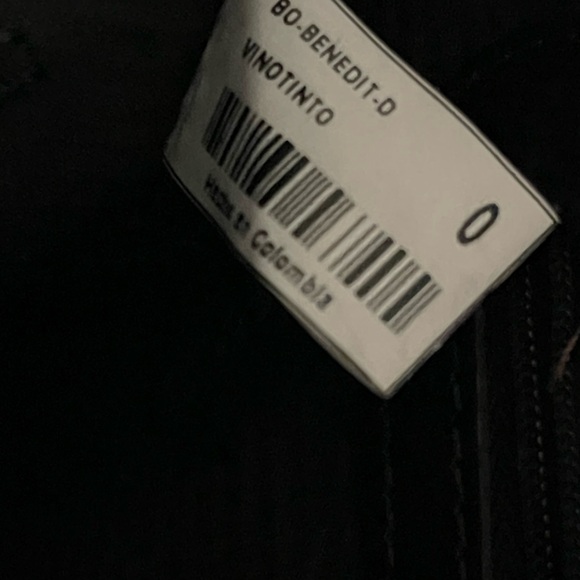 BO-BENEDIT-D
VINOTINTO
0
Hecho En Colombia